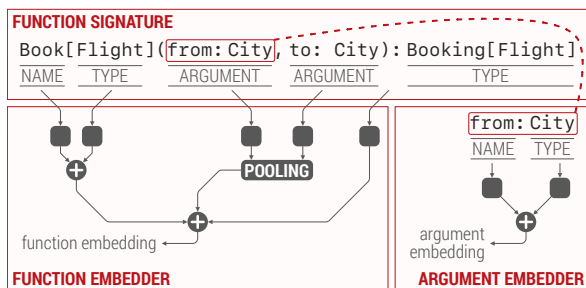 FUNCTION SIGNATURE
Book[Flight](from: City, to: City): Booking[Flight]
NAME TYPE ARGUMENT ARGUMENT TYPE
from: City
NAME TYPE
POOLING
function embedding
argument
embedding
FUNCTION EMBEDDER
ARGUMENT EMBEDDER